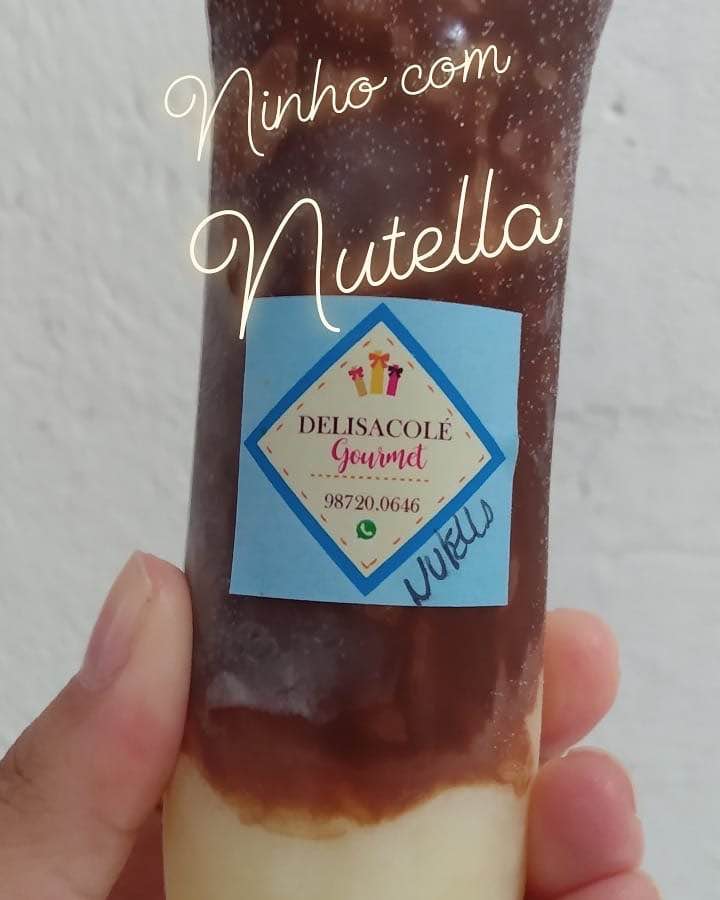 Ninho com
Nutella
DELISACOLÉ
Gourmet
98720.0646
Nutella